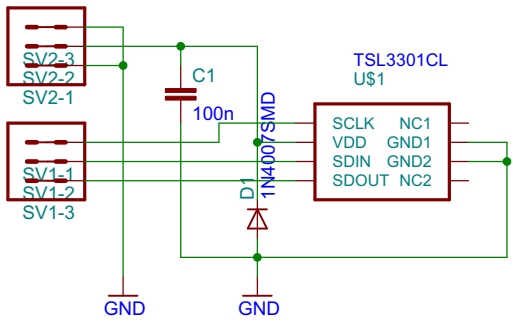 SV2-3
SV2-2
SV2-1
SV1-1
SV1-2
SV1-3
C1
100n
1N4007SMD
D1
TSL3301CL
U$1
SCLK NC1
VDD GND1
SDIN GND2
SDOUT NC2
GND
GND